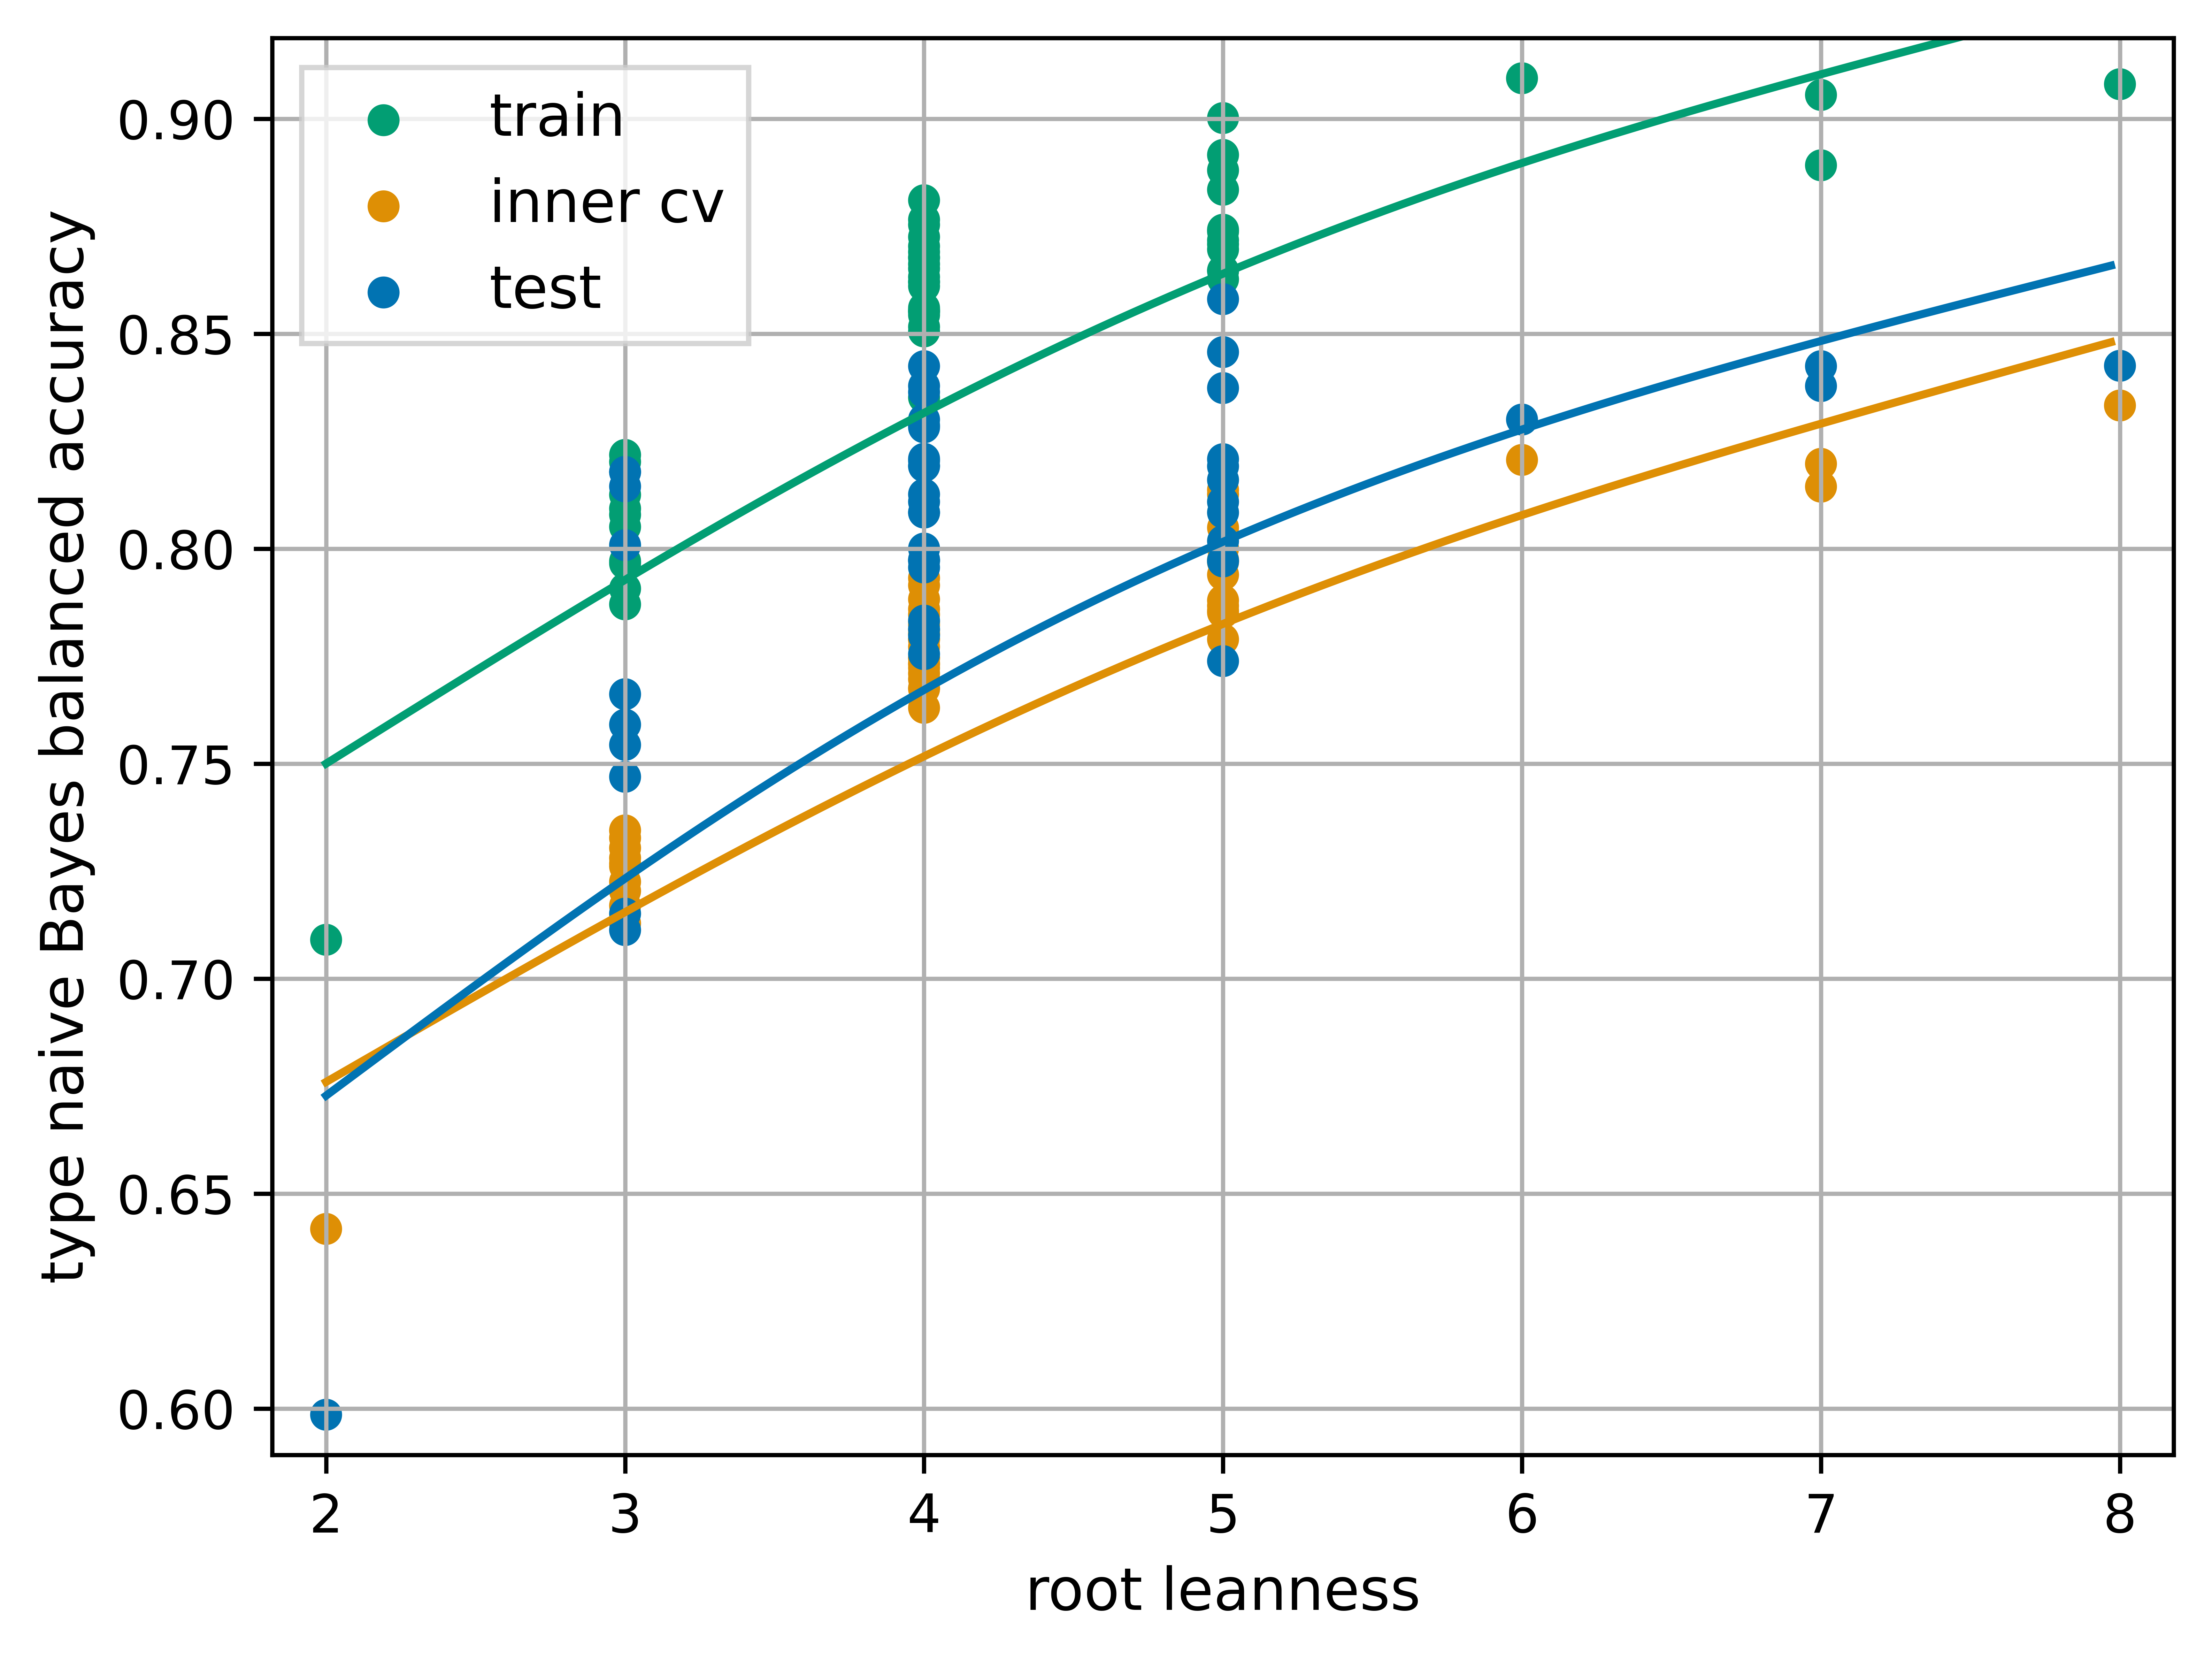 train
inner cv
test
type naive Bayes balanced accuracy
0.90
0.85
0.80
0.75
0.70
0.65
0.60
2 3 4 5 6 7 8
root leanness